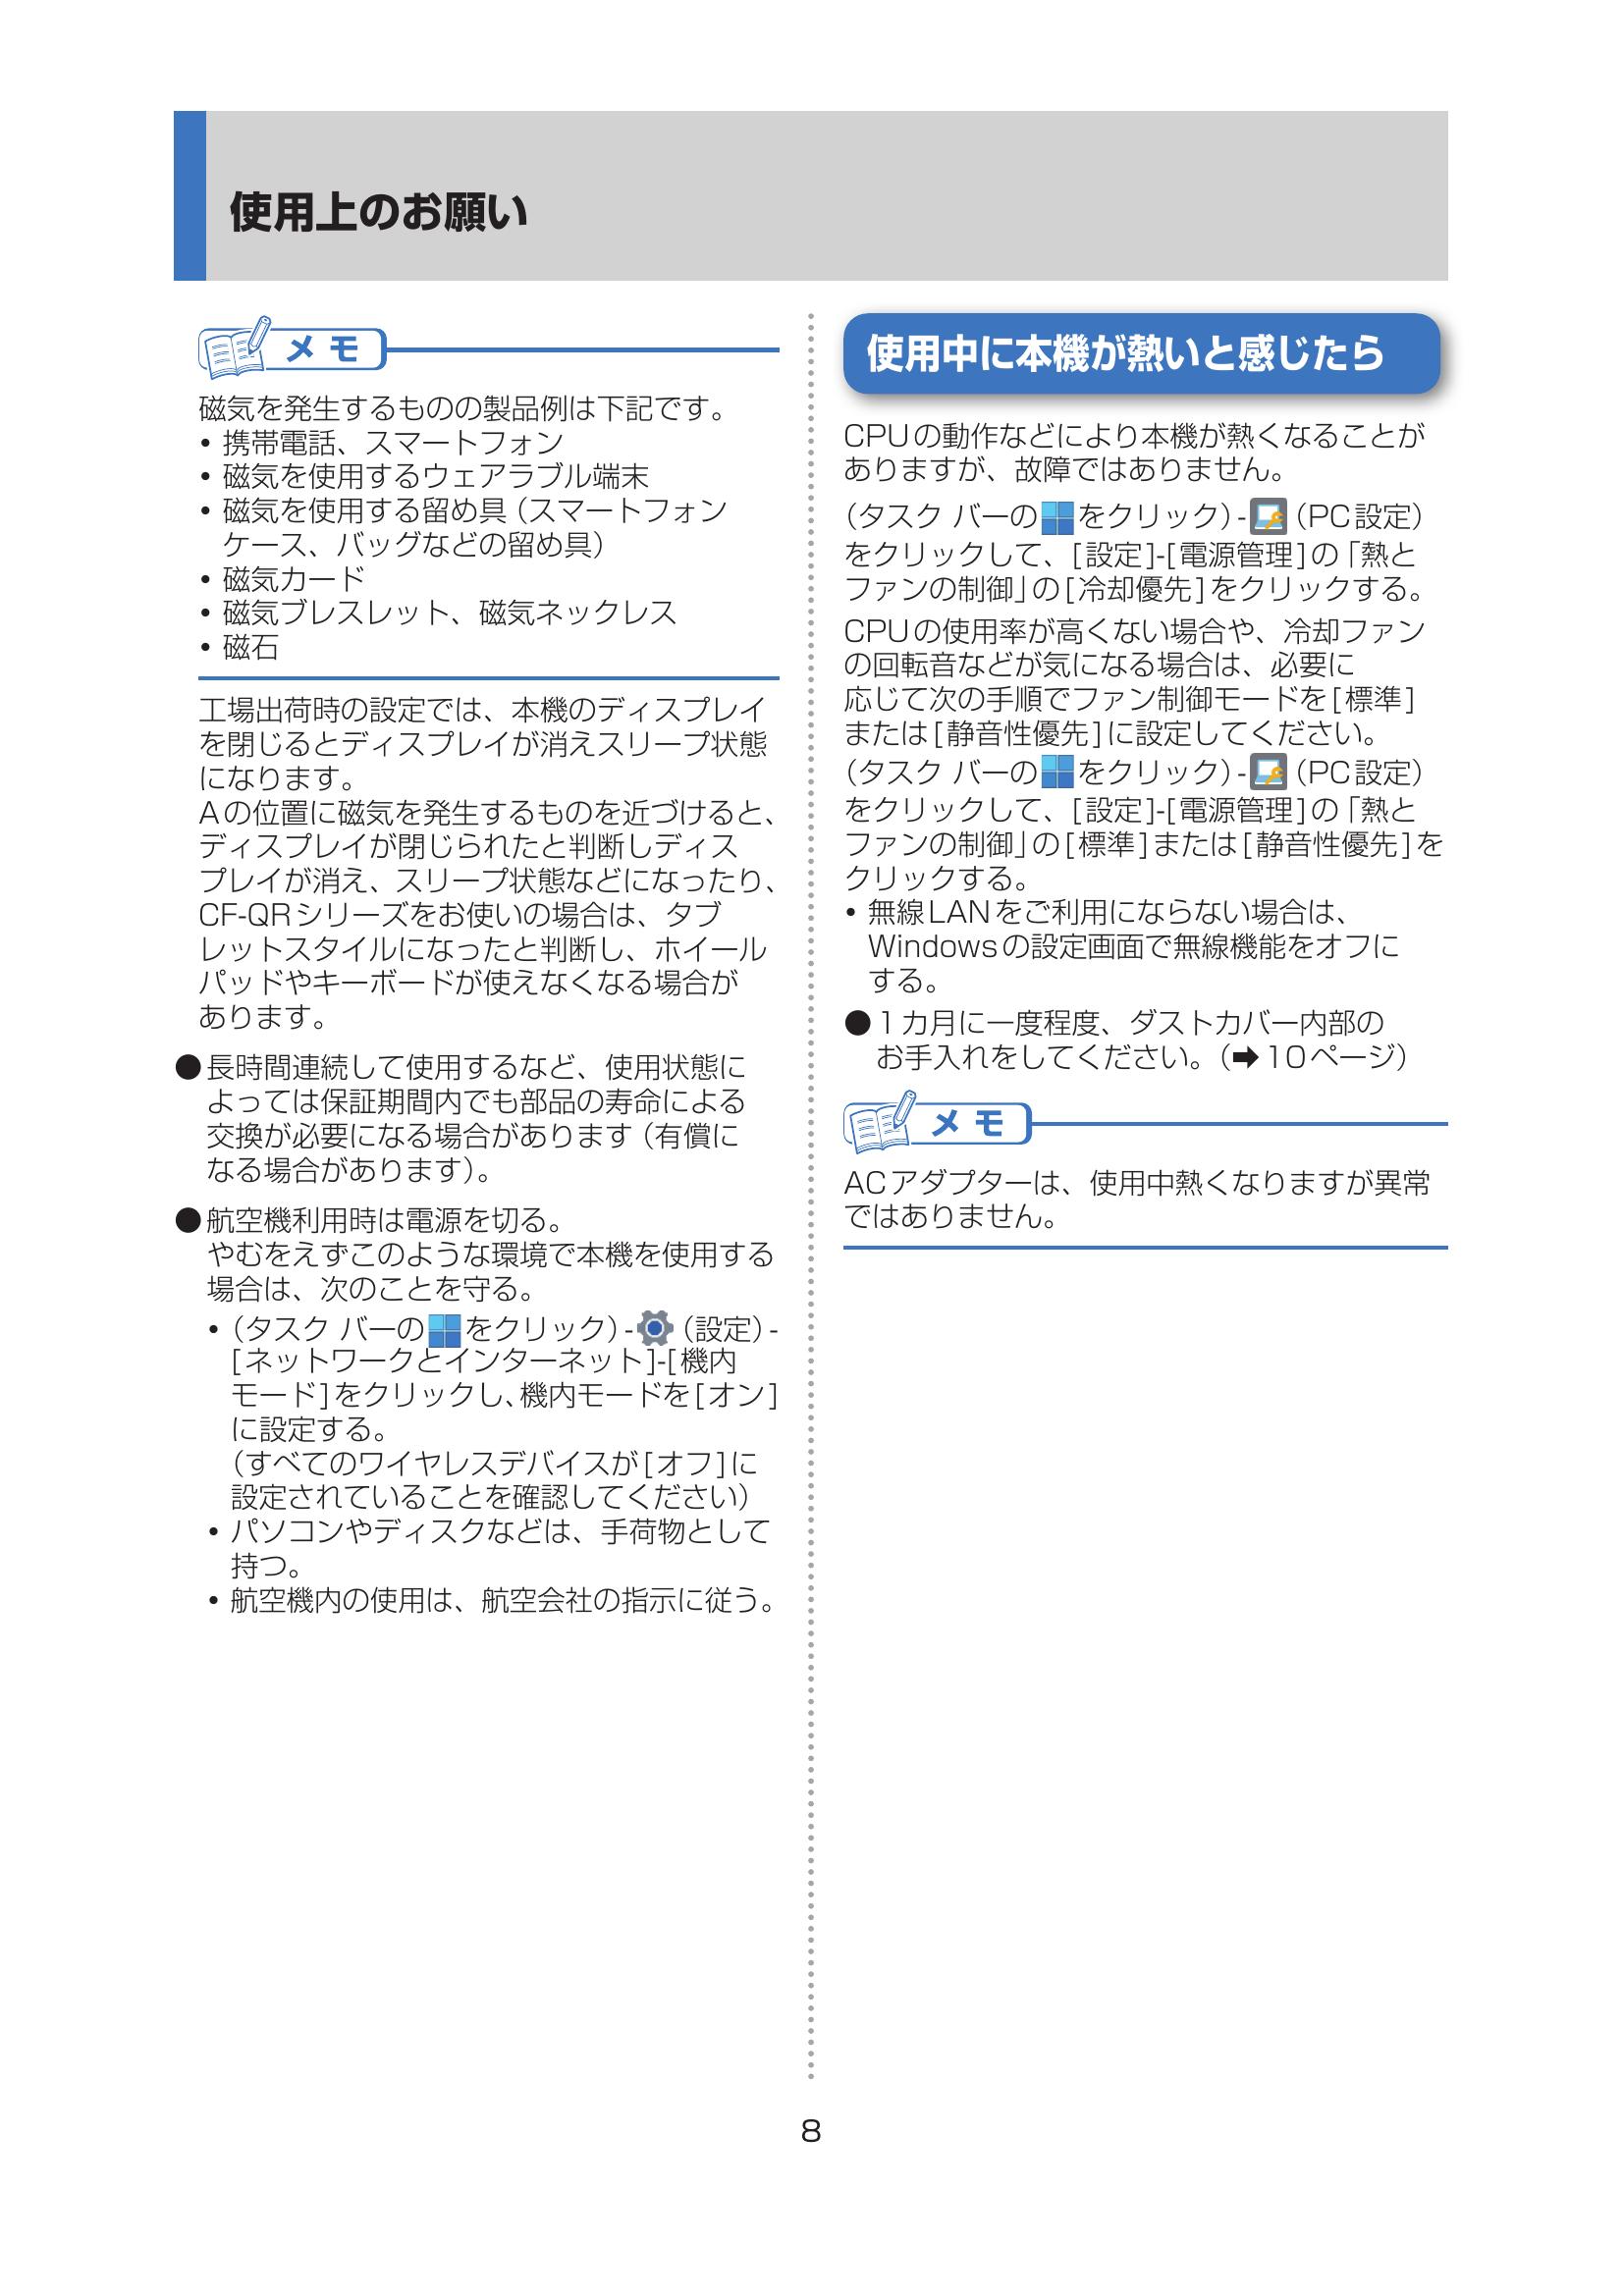 使用上のお願い
メモ
磁気を発生するものの製品例は下記です。
• 携帯電話、スマートフォン
• 磁気を使用するウェアラブル端末
• 磁気を使用する留め具（スマートフォン
ケース、バッグなどの留め具）
• 磁気カード
• 磁気ブレスレット、磁気ネックレス
• 磁石
工場出荷時の設定では、本機のディスプレイ
を閉じるとディスプレイが消えスリープ状態
になります。
Aの位置に磁気を発生するものを近づけると、
ディスプレイが閉じられたと判断しディス
プレイが消え、スリープ状態などになったり、
CF-QRシリーズをお使いの場合は、タブ
レットスタイルになったと判断し、ホイール
パッドやキーボードが使えなくなる場合が
あります。
● 長時間連続して使用するなど、使用状態に
よっては保証期間内でも部品の寿命による
交換が必要になる場合があります（有償に
なる場合があります）。
● 航空機利用時は電源を切る。
やむをえずこのような環境で本機を使用する
場合は、次のことを守る。
•（タスク バーの をクリック）- （設定）-
[ネットワークとインターネット]-[機内
モード]をクリックし、機内モードを[オン]
に設定する。
（すべてのワイヤレスデバイスが[オフ]に
設定されていることを確認してください）
• パソコンやディスクなどは、手荷物として
持つ。
• 航空機内の使用は、航空会社の指示に従う。
使用中に本機が熱いと感じたら
CPUの動作などにより本機が熱くなることが
ありますが、故障ではありません。
（タスク バーの をクリック）- （PC設定）
をクリックして、[設定]-[電源管理]の「熱と
ファンの制御」の[冷却優先]をクリックする。
CPUの使用率が高くない場合や、冷却ファン
の回転音などが気になる場合は、必要に
応じて次の手順でファン制御モードを[標準]
または[静音性優先]に設定してください。
（タスク バーの をクリック）- （PC設定）
をクリックして、[設定]-[電源管理]の「熱と
ファンの制御」の[標準]または[静音性優先]を
クリックする。
• 無線LANをご利用にならない場合は、
Windowsの設定画面で無線機能をオフに
する。
● 1カ月に一度程度、ダストカバー内部の
お手入れをしてください。（➡10ページ）
メモ
ACアダプターは、使用中熱くなりますが異常
ではありません。
8